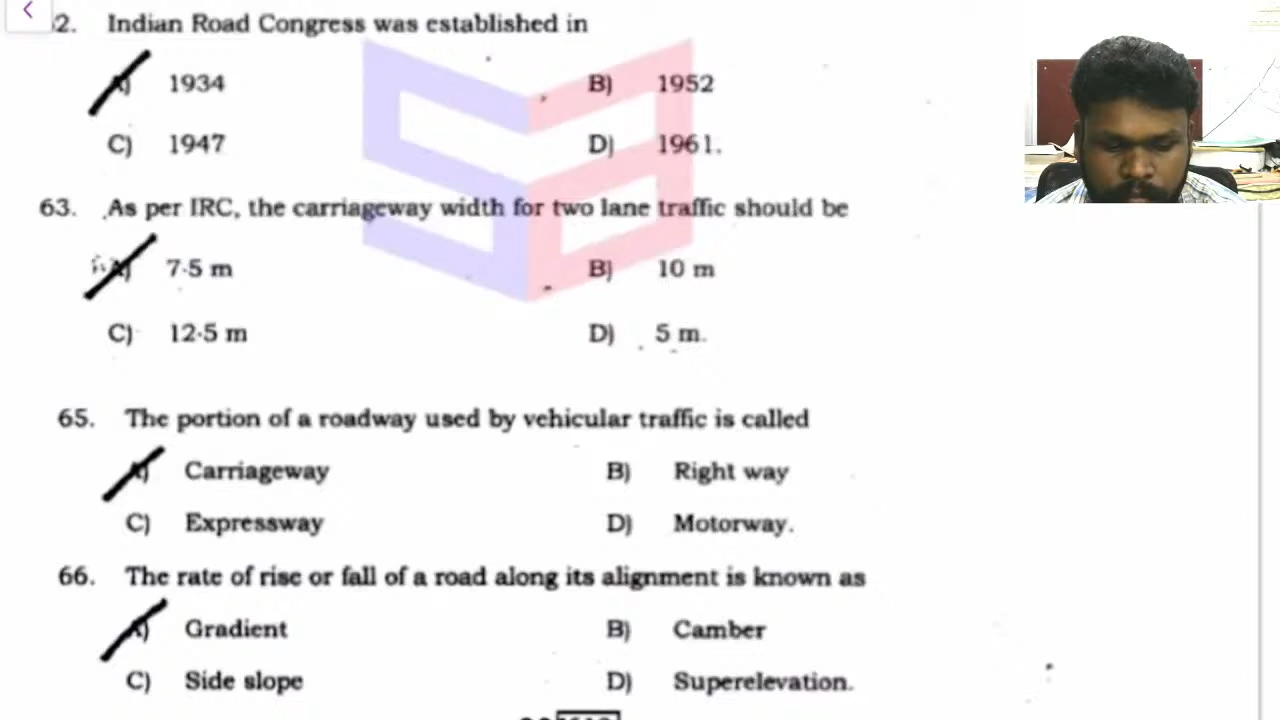 2. Indian Road Congress was established in
A) 1934 B) 1952
C) 1947 D) 1961.
63. As per IRC, the carriageway width for two lane traffic should be
A) 7·5 m B) 10 m
C) 12·5 m D) 5 m.
65. The portion of a roadway used by vehicular traffic is called
A) Carriageway B) Right way
C) Expressway D) Motorway.
66. The rate of rise or fall of a road along its alignment is known as
A) Gradient B) Camber
C) Side slope D) Superelevation.